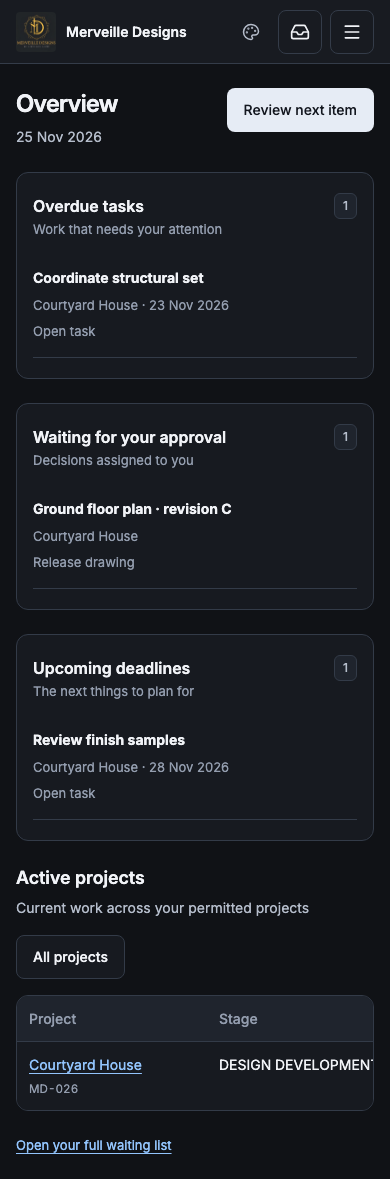 Merveille Designs
Overview
Review next item
25 Nov 2026
Overdue tasks
1
Work that needs your attention
Coordinate structural set
Courtyard House · 23 Nov 2026
Open task
Waiting for your approval
1
Decisions assigned to you
Ground floor plan · revision C
Courtyard House
Release drawing
Upcoming deadlines
1
The next things to plan for
Review finish samples
Courtyard House · 28 Nov 2026
Open task
Active projects
Current work across your permitted projects
All projects
Project Stage
Courtyard House DESIGN DEVELOPMENT
MD-026
Open your full waiting list